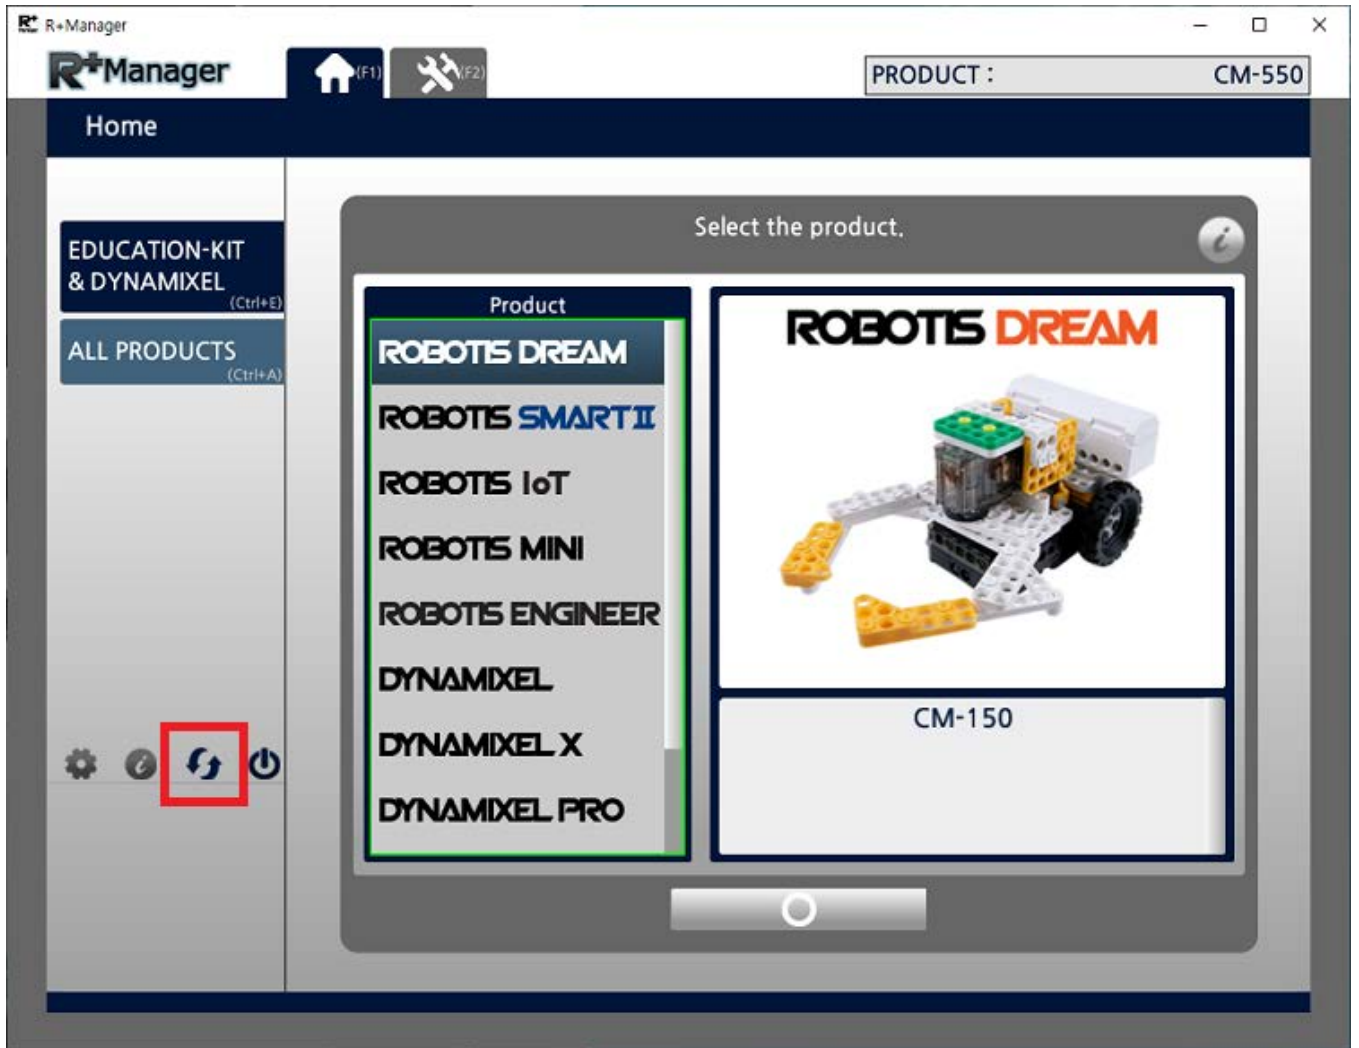 R+Manager
R+Manager
(F1)
(F2)
PRODUCT : CM-550
Home
EDUCATION-KIT
& DYNAMIXEL
(Ctrl+E)
ALL PRODUCTS
(Ctrl+A)
Select the product.
Product
ROBOTIS DREAM
ROBOTIS SMART II
ROBOTIS IoT
ROBOTIS MINI
ROBOTIS ENGINEER
DYNAMIXEL
DYNAMIXEL X
DYNAMIXEL PRO
ROBOTIS DREAM
CM-150